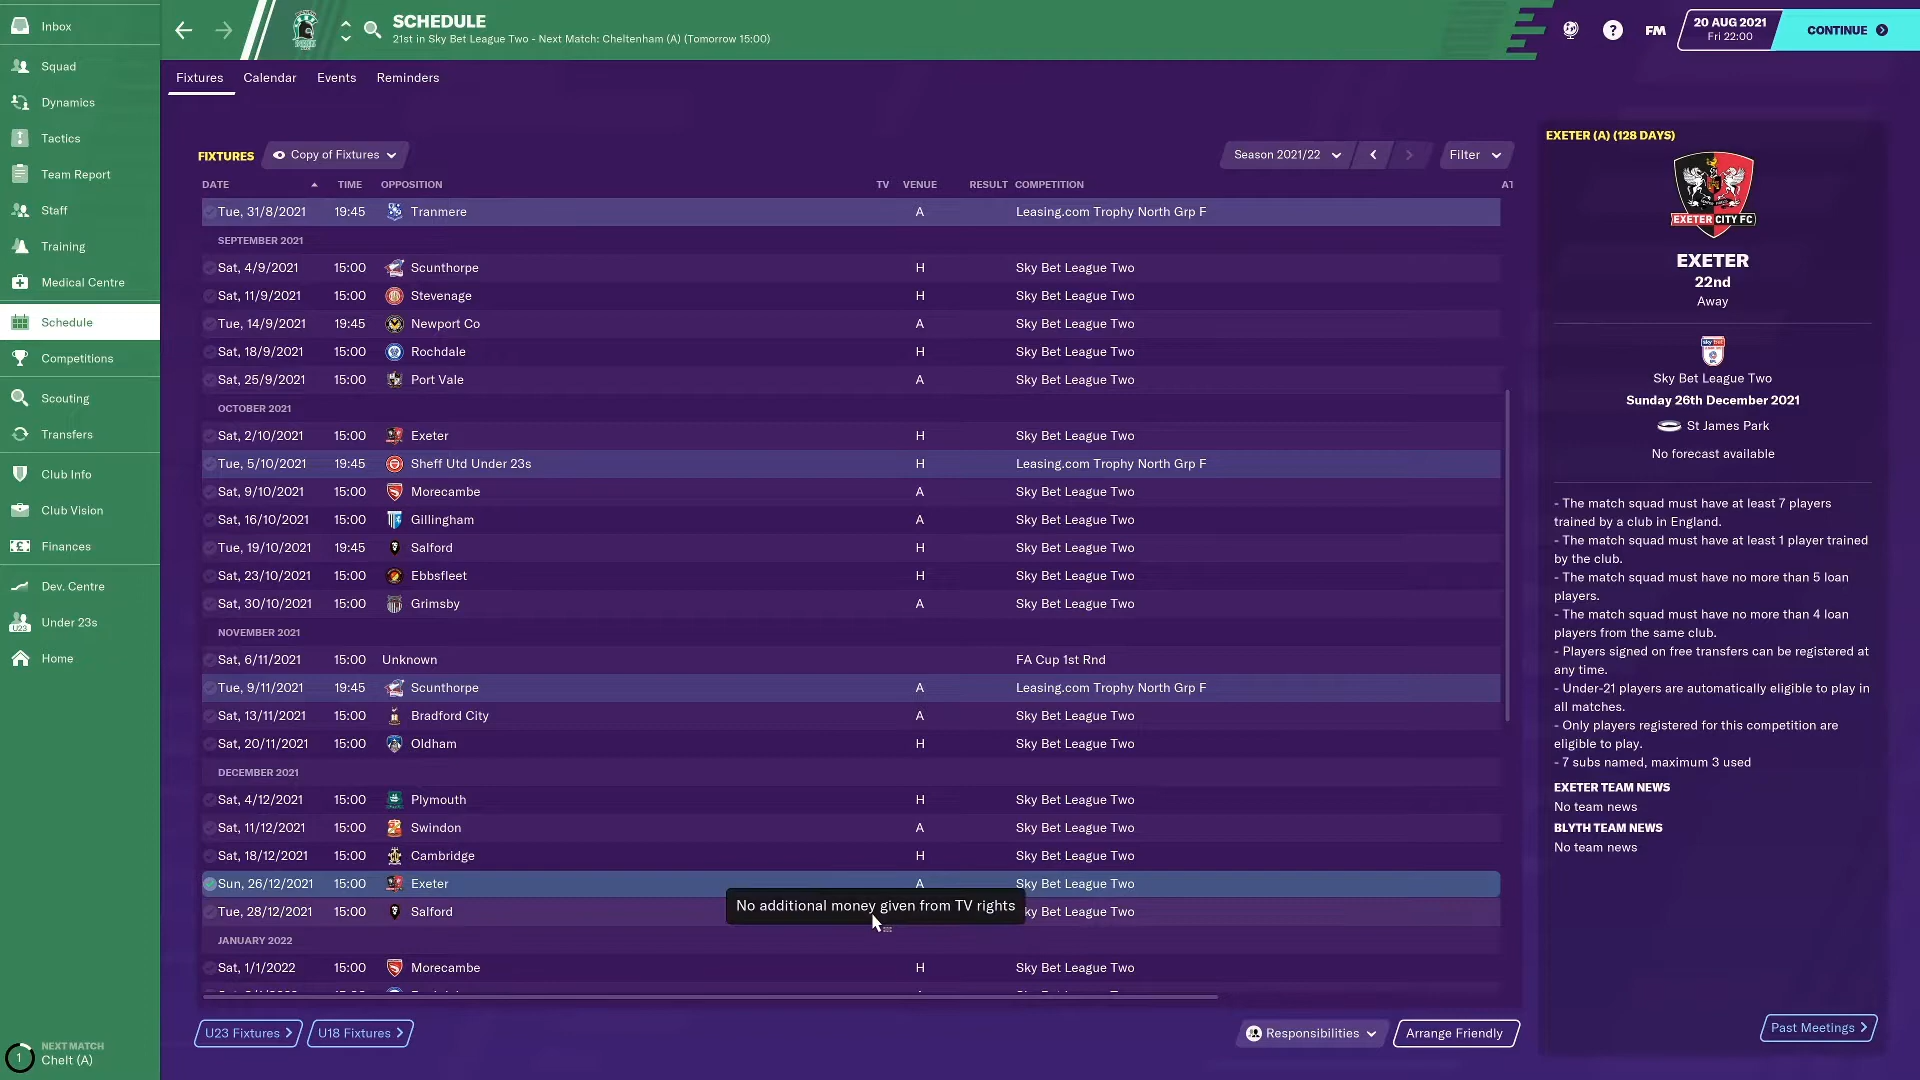 Inbox
Squad
Dynamics
Tactics
Team Report
Staff
Training
Medical Centre
Schedule
Competitions
Scouting
Transfers
Club Info
Club Vision
Finances
Dev. Centre
U23
Under 23s
Home
1
NEXT MATCH
Chelt (A)
SCHEDULE
21st in Sky Bet League Two - Next Match: Cheltenham (A) (Tomorrow 15:00)
?
FM
20 AUG 2021
Fri 22:00
CONTINUE
Fixtures Calendar Events Reminders
FIXTURES Copy of Fixtures Season 2021/22 Filter
DATE TIME OPPOSITION TV VENUE RESULT COMPETITION
Tue, 31/8/2021 19:45 Tranmere A Leasing.com Trophy North Grp F
SEPTEMBER 2021
Sat, 4/9/2021 15:00 Scunthorpe H Sky Bet League Two
Sat, 11/9/2021 15:00 Stevenage H Sky Bet League Two
Tue, 14/9/2021 19:45 Newport Co A Sky Bet League Two
Sat, 18/9/2021 15:00 Rochdale H Sky Bet League Two
Sat, 25/9/2021 15:00 Port Vale A Sky Bet League Two
OCTOBER 2021
Sat, 2/10/2021 15:00 Exeter H Sky Bet League Two
Tue, 5/10/2021 19:45 Sheff Utd Under 23s H Leasing.com Trophy North Grp F
Sat, 9/10/2021 15:00 Morecambe A Sky Bet League Two
Sat, 16/10/2021 15:00 Gillingham A Sky Bet League Two
Tue, 19/10/2021 19:45 Salford H Sky Bet League Two
Sat, 23/10/2021 15:00 Ebbsfleet H Sky Bet League Two
Sat, 30/10/2021 15:00 Grimsby A Sky Bet League Two
NOVEMBER 2021
Sat, 6/11/2021 15:00 Unknown FA Cup 1st Rnd
Tue, 9/11/2021 19:45 Scunthorpe A Leasing.com Trophy North Grp F
Sat, 13/11/2021 15:00 Bradford City A Sky Bet League Two
Sat, 20/11/2021 15:00 Oldham H Sky Bet League Two
DECEMBER 2021
Sat, 4/12/2021 15:00 Plymouth H Sky Bet League Two
Sat, 11/12/2021 15:00 Swindon A Sky Bet League Two
Sat, 18/12/2021 15:00 Cambridge H Sky Bet League Two
Sun, 26/12/2021 15:00 Exeter A Sky Bet League Two
No additional money given from TV rights
Tue, 28/12/2021 15:00 Salford ky Bet League Two
JANUARY 2022
Sat, 1/1/2022 15:00 Morecambe H Sky Bet League Two
U23 Fixtures U18 Fixtures Responsibilities Arrange Friendly
EXETER (A) (128 DAYS)
EXETER CITY FC
EXETER
22nd
Away
sky bet
Sky Bet League Two
Sunday 26th December 2021
St James Park
No forecast available
- The match squad must have at least 7 players
trained by a club in England.
- The match squad must have at least 1 player trained
by the club.
- The match squad must have no more than 5 loan
players.
- The match squad must have no more than 4 loan
players from the same club.
- Players signed on free transfers can be registered at
any time.
- Under-21 players are automatically eligible to play in
all matches.
- Only players registered for this competition are
eligible to play.
- 7 subs named, maximum 3 used
EXETER TEAM NEWS
No team news
BLYTH TEAM NEWS
No team news
Past Meetings